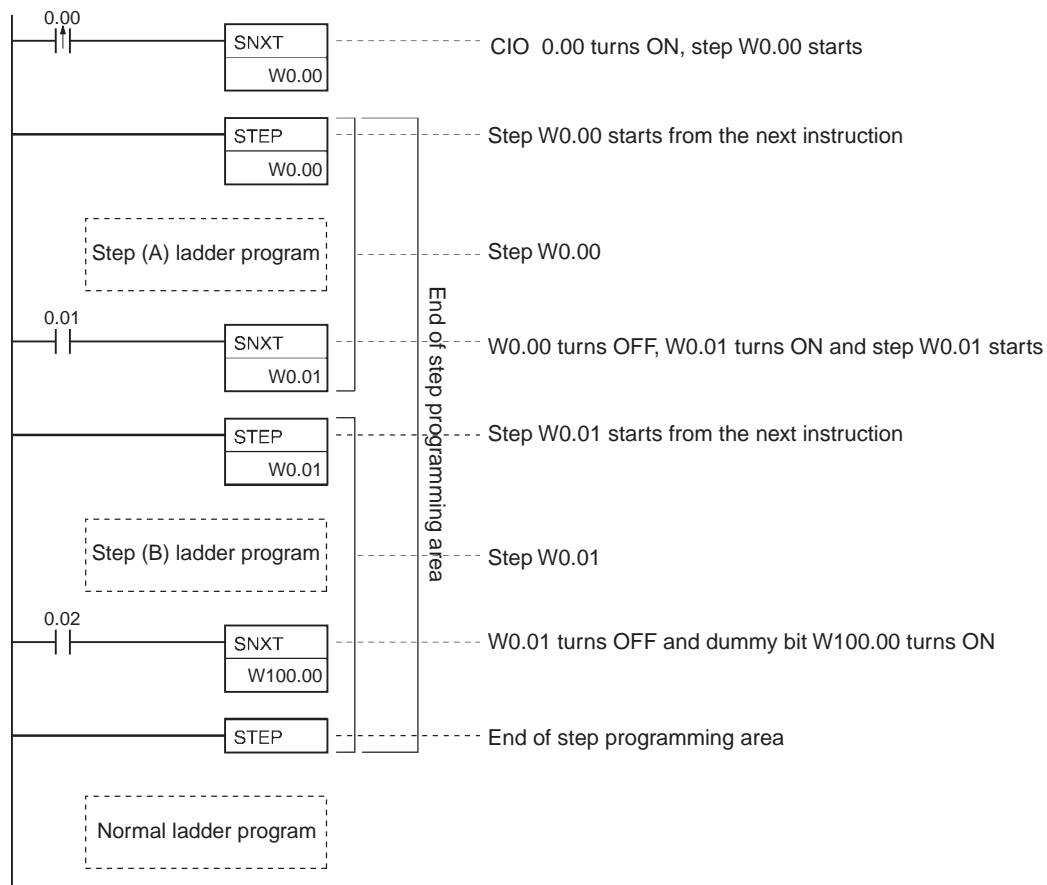 0.00
SNXT
W0.00
CIO 0.00 turns ON, step W0.00 starts
STEP
W0.00
Step W0.00 starts from the next instruction
Step (A) ladder program
Step W0.00
End of step programming area
0.01
SNXT
W0.01
W0.00 turns OFF, W0.01 turns ON and step W0.01 starts
STEP
W0.01
Step W0.01 starts from the next instruction
Step (B) ladder program
Step W0.01
0.02
SNXT
W100.00
W0.01 turns OFF and dummy bit W100.00 turns ON
STEP
End of step programming area
Normal ladder program